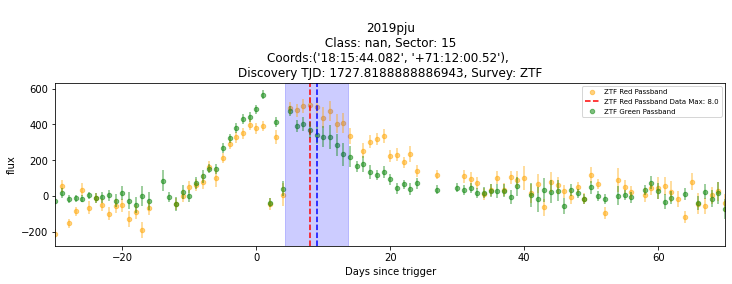 2019pju
Class: nan, Sector: 15
Coords:('18:15:44.082', '+71:12:00.52'),
Discovery TJD: 1727.8188888886943, Survey: ZTF
ZTF Red Passband
ZTF Red Passband Data Max: 8.0
ZTF Green Passband
flux
600
400
200
0
−200
−20
0
20
40
60
Days since trigger